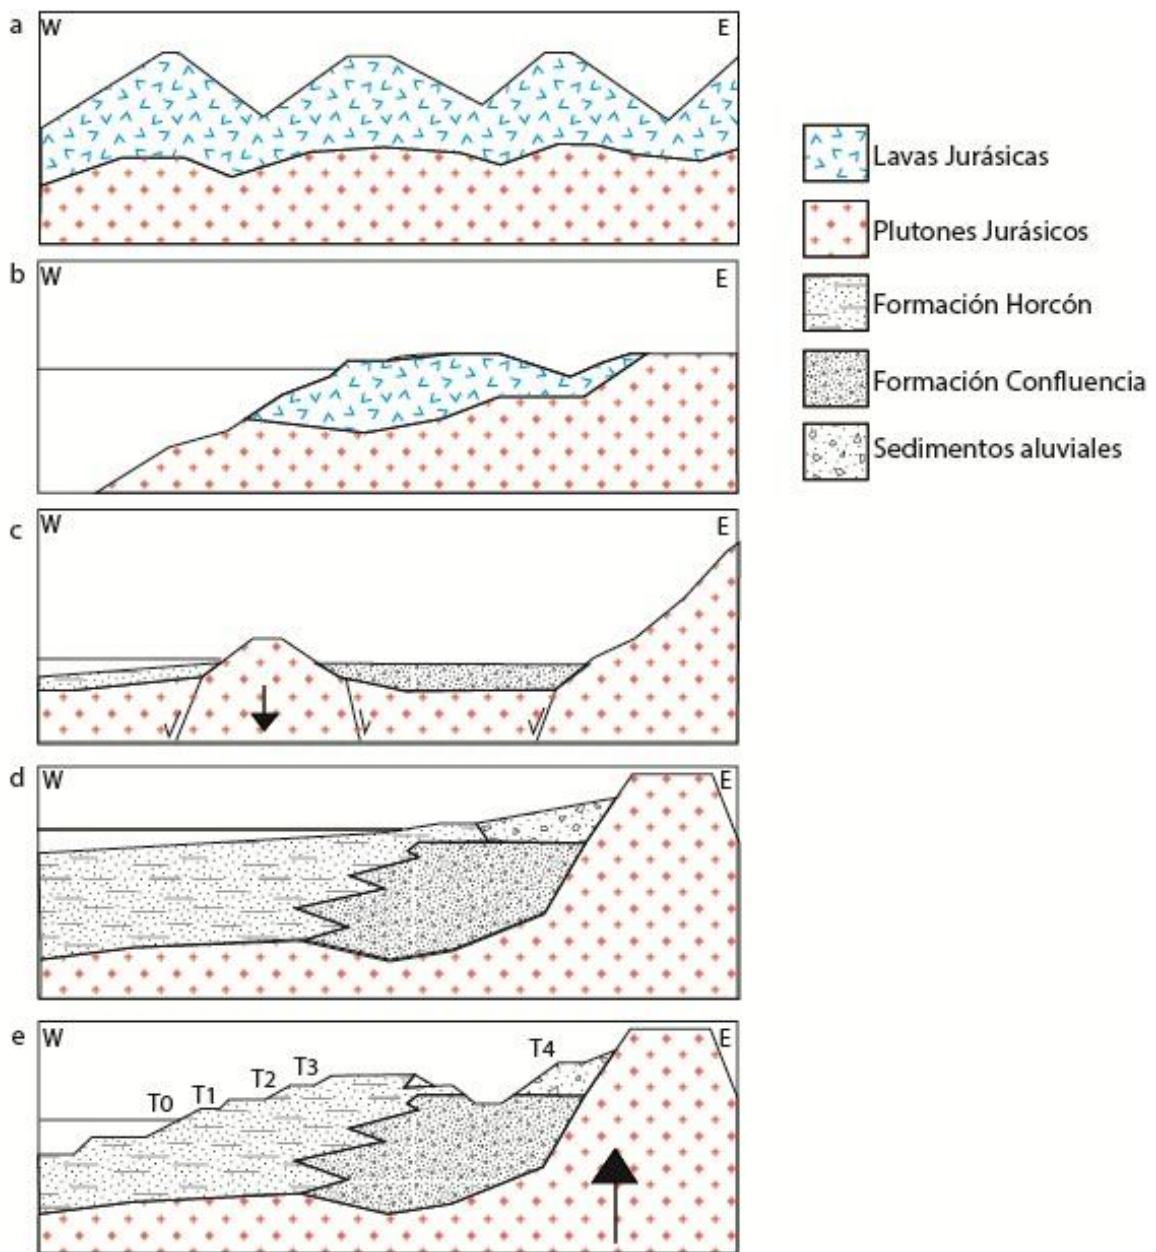 a
W
E
b
W
E
c
W
E
d
W
E
e
W
E
T0
T1
T2
T3
T4
Lavas Jurásicas
Plutones Jurásicos
Formación Horcón
Formación Confluencia
Sedimentos aluviales